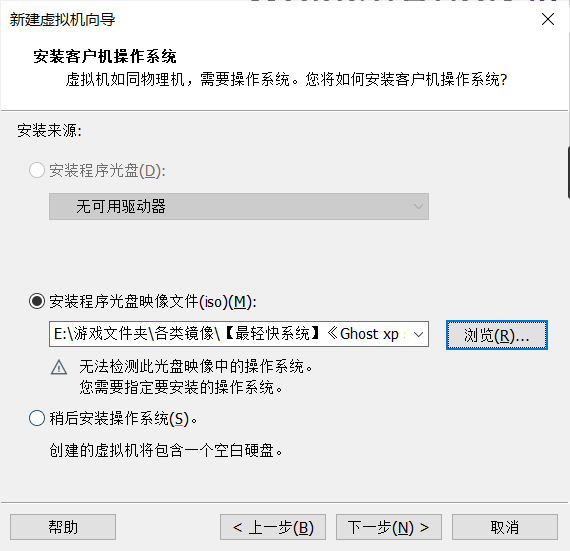 新建虚拟机向导
安装客户机操作系统
虚拟机如同物理机，需要操作系统。您将如何安装客户机操作系统?
安装来源:
安装程序光盘(D):
无可用驱动器
安装程序光盘映像文件(iso)(M):
E:\游戏文件夹\各类镜像\【最轻快系统】《Ghost xp
浏览(R)...
无法检测此光盘映像中的操作系统。
您需要指定要安装的操作系统。
稍后安装操作系统(S)。
创建的虚拟机将包含一个空白硬盘。
帮助
< 上一步(B)
下一步(N) >
取消